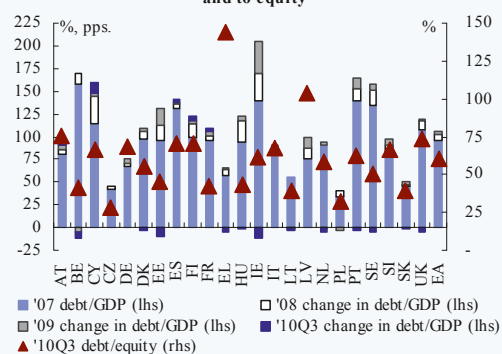 and to equity
%, pps. %
225 150
200
175 125
150
125 100
100 75
75
50 50
25
0 25
-25 0
AT BE CY CZ DE DK EE ES FI FR EL HU IE IT LT LV NL PL PT SE SI SK UK EA
'07 debt/GDP (lhs) '08 change in debt/GDP (lhs)
'09 change in debt/GDP (lhs) '10Q3 change in debt/GDP (lhs)
'10Q3 debt/equity (rhs)